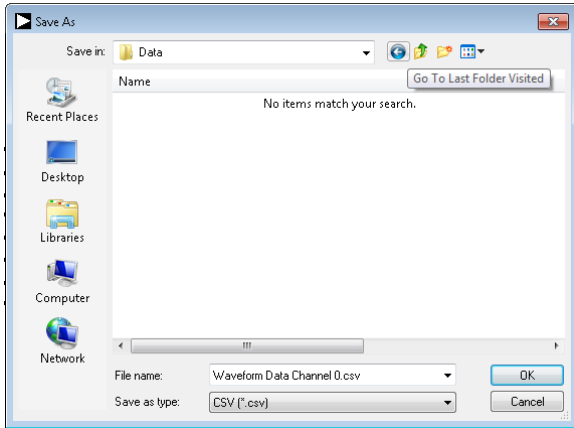 Save As
Save in:
Data
Go To Last Folder Visited
Name
No items match your search.
Recent Places
Desktop
Libraries
Computer
Network
File name:
Waveform Data Channel 0.csv
OK
Save as type:
CSV (*.csv)
Cancel